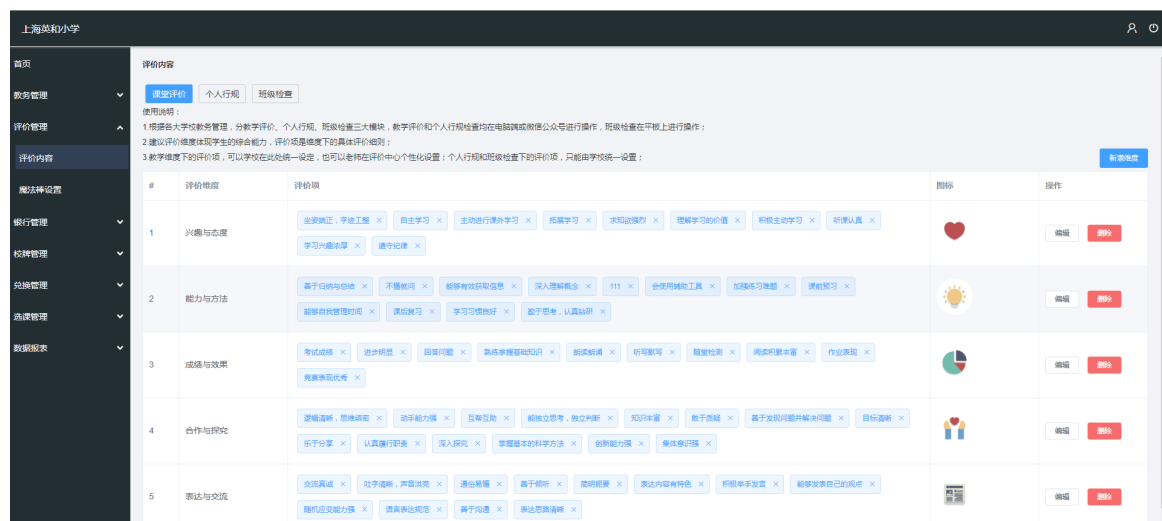 上海英和小学
首页
教务管理
评价管理
评价内容
魔法棒设置
银行管理
校牌管理
兑换管理
选课管理
数据报表
评价内容
课堂评价 个人行规 班级检查
使用说明：
1.根据各大学校教务管理，分教学评价、个人行规、班级检查三大模块，教学评价和个人行规检查均在电脑端或微信公众号进行操作，班级检查在平板上进行操作；
2.建议评价维度体现学生的综合能力，评价项是维度下的具体评价细则；
3.教学维度下的评价项，可以学校在此处统一设定，也可以老师在评价中心个性化设置；个人行规和班级检查下的评价项，只能由学校统一设置；
新增维度
# 评价维度 评价项 图标 操作
坐姿端正，字迹工整 × 自主学习 × 主动进行课外学习 × 拓展学习 × 求知欲强烈 × 理解学习的价值 × 积极主动学习 × 听课认真 ×
1 兴趣与态度 编辑 删除
学习兴趣浓厚 × 遵守纪律 ×
善于归纳与总结 × 不懂就问 × 能够有效获取信息 × 深入理解概念 × 111 × 会使用辅助工具 × 加强练习难题 × 课前预习 ×
2 能力与方法 编辑 删除
能够自我管理时间 × 课后复习 × 学习习惯良好 × 勤于思考，认真钻研 ×
考试成绩 × 进步明显 × 回答问题 × 熟练掌握基础知识 × 朗读朗诵 × 听写默写 × 随堂检测 × 阅读积累丰富 × 作业表现 ×
3 成绩与效果 编辑 删除
竞赛表现优秀 ×
逻辑清晰，思维缜密 × 动手能力强 × 互帮互助 × 能独立思考，独立判断 × 知识丰富 × 敢于质疑 × 善于发现问题并解决问题 × 目标清晰 ×
4 合作与探究 编辑 删除
乐于分享 × 认真履行职责 × 深入探究 × 掌握基本的科学方法 × 创新能力强 × 集体意识强 ×
交流真诚 × 吐字清晰，声音洪亮 × 通俗易懂 × 善于倾听 × 简明扼要 × 表达内容有特色 × 积极举手发言 × 能够发表自己的观点 ×
5 表达与交流 编辑 删除
随机应变能力强 × 语言表达规范 × 善于沟通 × 表达思路清晰 ×